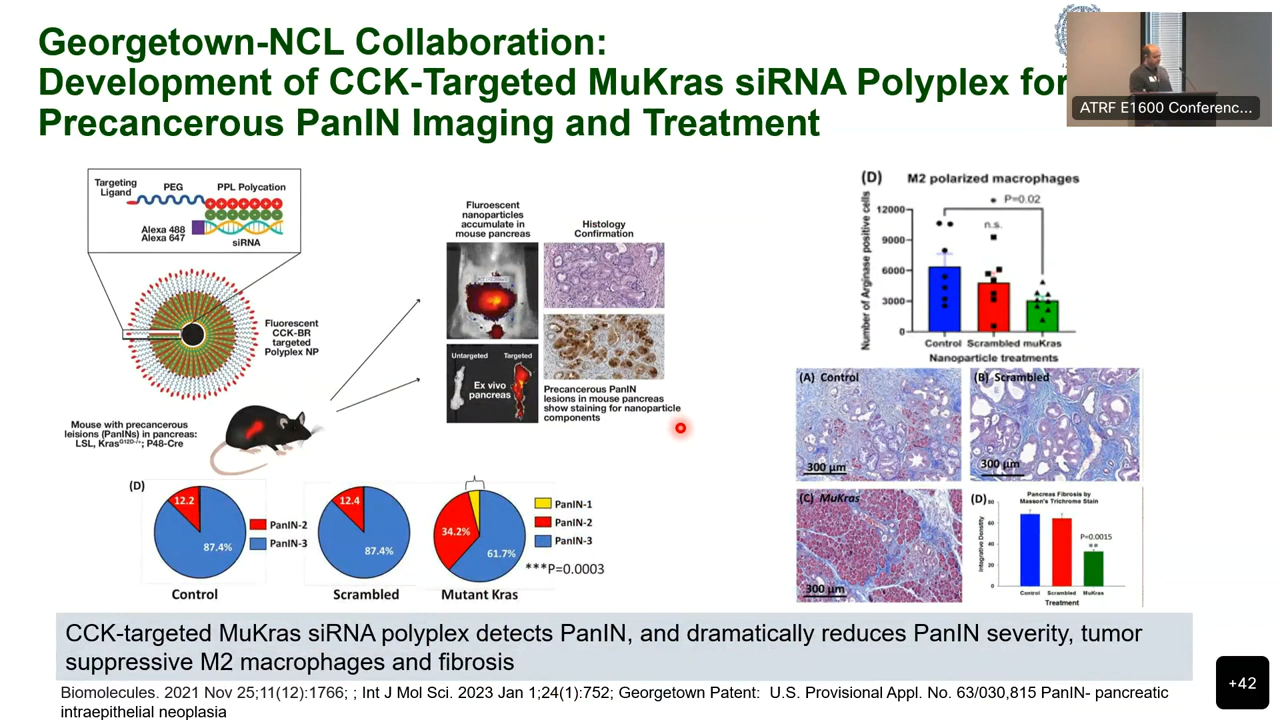 Georgetown-NCL Collaboration:
Development of CCK-Targeted MuKras siRNA Polyplex for
Precancerous PanIN Imaging and Treatment
ATRF E1600 Conferenc...
Targeting
Ligand
PEG
PPL Polycation
Alexa 488
Alexa 647
siRNA
Fluorescent
CCK-BR
targeted
Polyplex NP
Mouse with precancerous
leisions (PanINs) in pancreas:
LSL, KrasG12D-/+; P48-Cre
Fluroescent
nanoparticles
accumulate in
mouse pancreas
Histology
Confirmation
Untargeted
Targeted
Ex vivo
pancreas
Precancerous PanIN
lesions in mouse pancreas
show staining for nanoparticle
components
(D)
12.2
87.4%
PanIN-2
PanIN-3
Control
12.4
87.4%
Scrambled
34.2%
61.7%
PanIN-1
PanIN-2
PanIN-3
***P=0.0003
Mutant Kras
(D)
M2 polarized macrophages
* P=0.02
n.s.
Number of Arginase positive cells
12000
9000
6000
3000
0
Control Scrambled muKras
Nanoparticle treatments
(A) Control
300 µm
(B) Scrambled
300 µm
(C) MuKras
300 µm
(D)
Pancreas Fibrosis by
Masson's Trichrome Stain
Integrative Density
80
60
40
20
0
P=0.0015
**
Control Scrambled MuKras
Treatment
CCK-targeted MuKras siRNA polyplex detects PanIN, and dramatically reduces PanIN severity, tumor
suppressive M2 macrophages and fibrosis
Biomolecules. 2021 Nov 25;11(12):1766; ; Int J Mol Sci. 2023 Jan 1;24(1):752; Georgetown Patent: U.S. Provisional Appl. No. 63/030,815 PanIN- pancreatic
intraepithelial neoplasia
+42